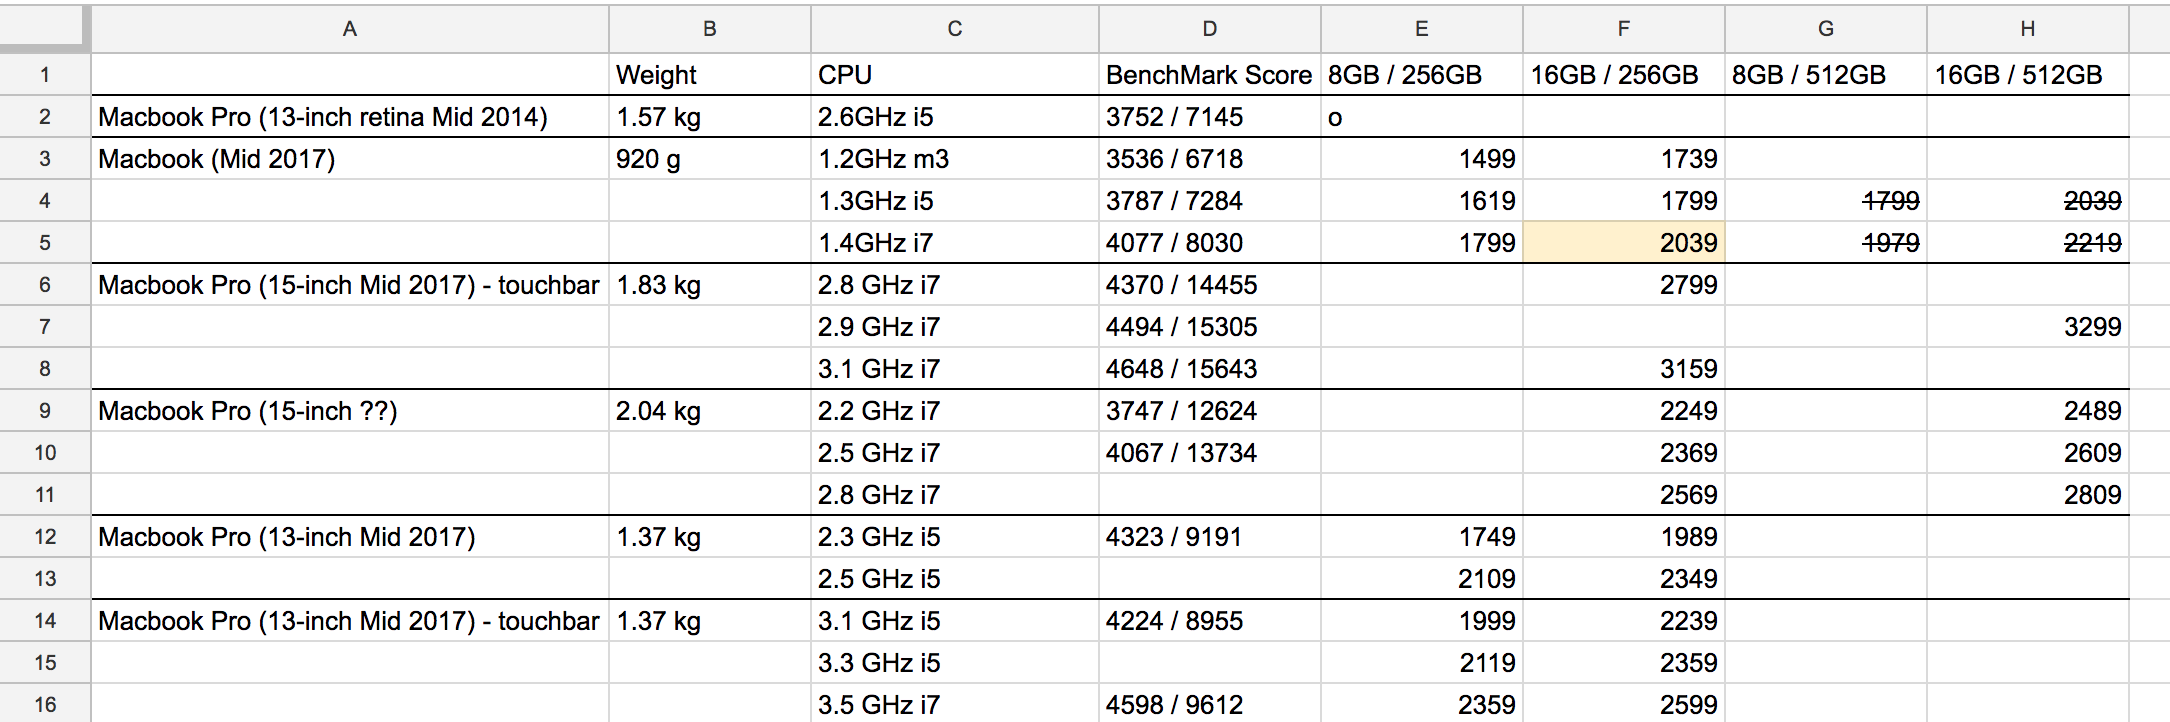 A B C D E F G H
1 Weight CPU BenchMark Score 8GB / 256GB 16GB / 256GB 8GB / 512GB 16GB / 512GB
2 Macbook Pro (13-inch retina Mid 2014) 1.57 kg 2.6GHz i5 3752 / 7145 o
3 Macbook (Mid 2017) 920 g 1.2GHz m3 3536 / 6718 1499 1739
4 1.3GHz i5 3787 / 7284 1619 1799 1799 2039
5 1.4GHz i7 4077 / 8030 1799 2039 1979 2219
6 Macbook Pro (15-inch Mid 2017) - touchbar 1.83 kg 2.8 GHz i7 4370 / 14455 2799
7 2.9 GHz i7 4494 / 15305 3299
8 3.1 GHz i7 4648 / 15643 3159
9 Macbook Pro (15-inch ??) 2.04 kg 2.2 GHz i7 3747 / 12624 2249 2489
10 2.5 GHz i7 4067 / 13734 2369 2609
11 2.8 GHz i7 2569 2809
12 Macbook Pro (13-inch Mid 2017) 1.37 kg 2.3 GHz i5 4323 / 9191 1749 1989
13 2.5 GHz i5 2109 2349
14 Macbook Pro (13-inch Mid 2017) - touchbar 1.37 kg 3.1 GHz i5 4224 / 8955 1999 2239
15 3.3 GHz i5 2119 2359
16 3.5 GHz i7 4598 / 9612 2359 2599